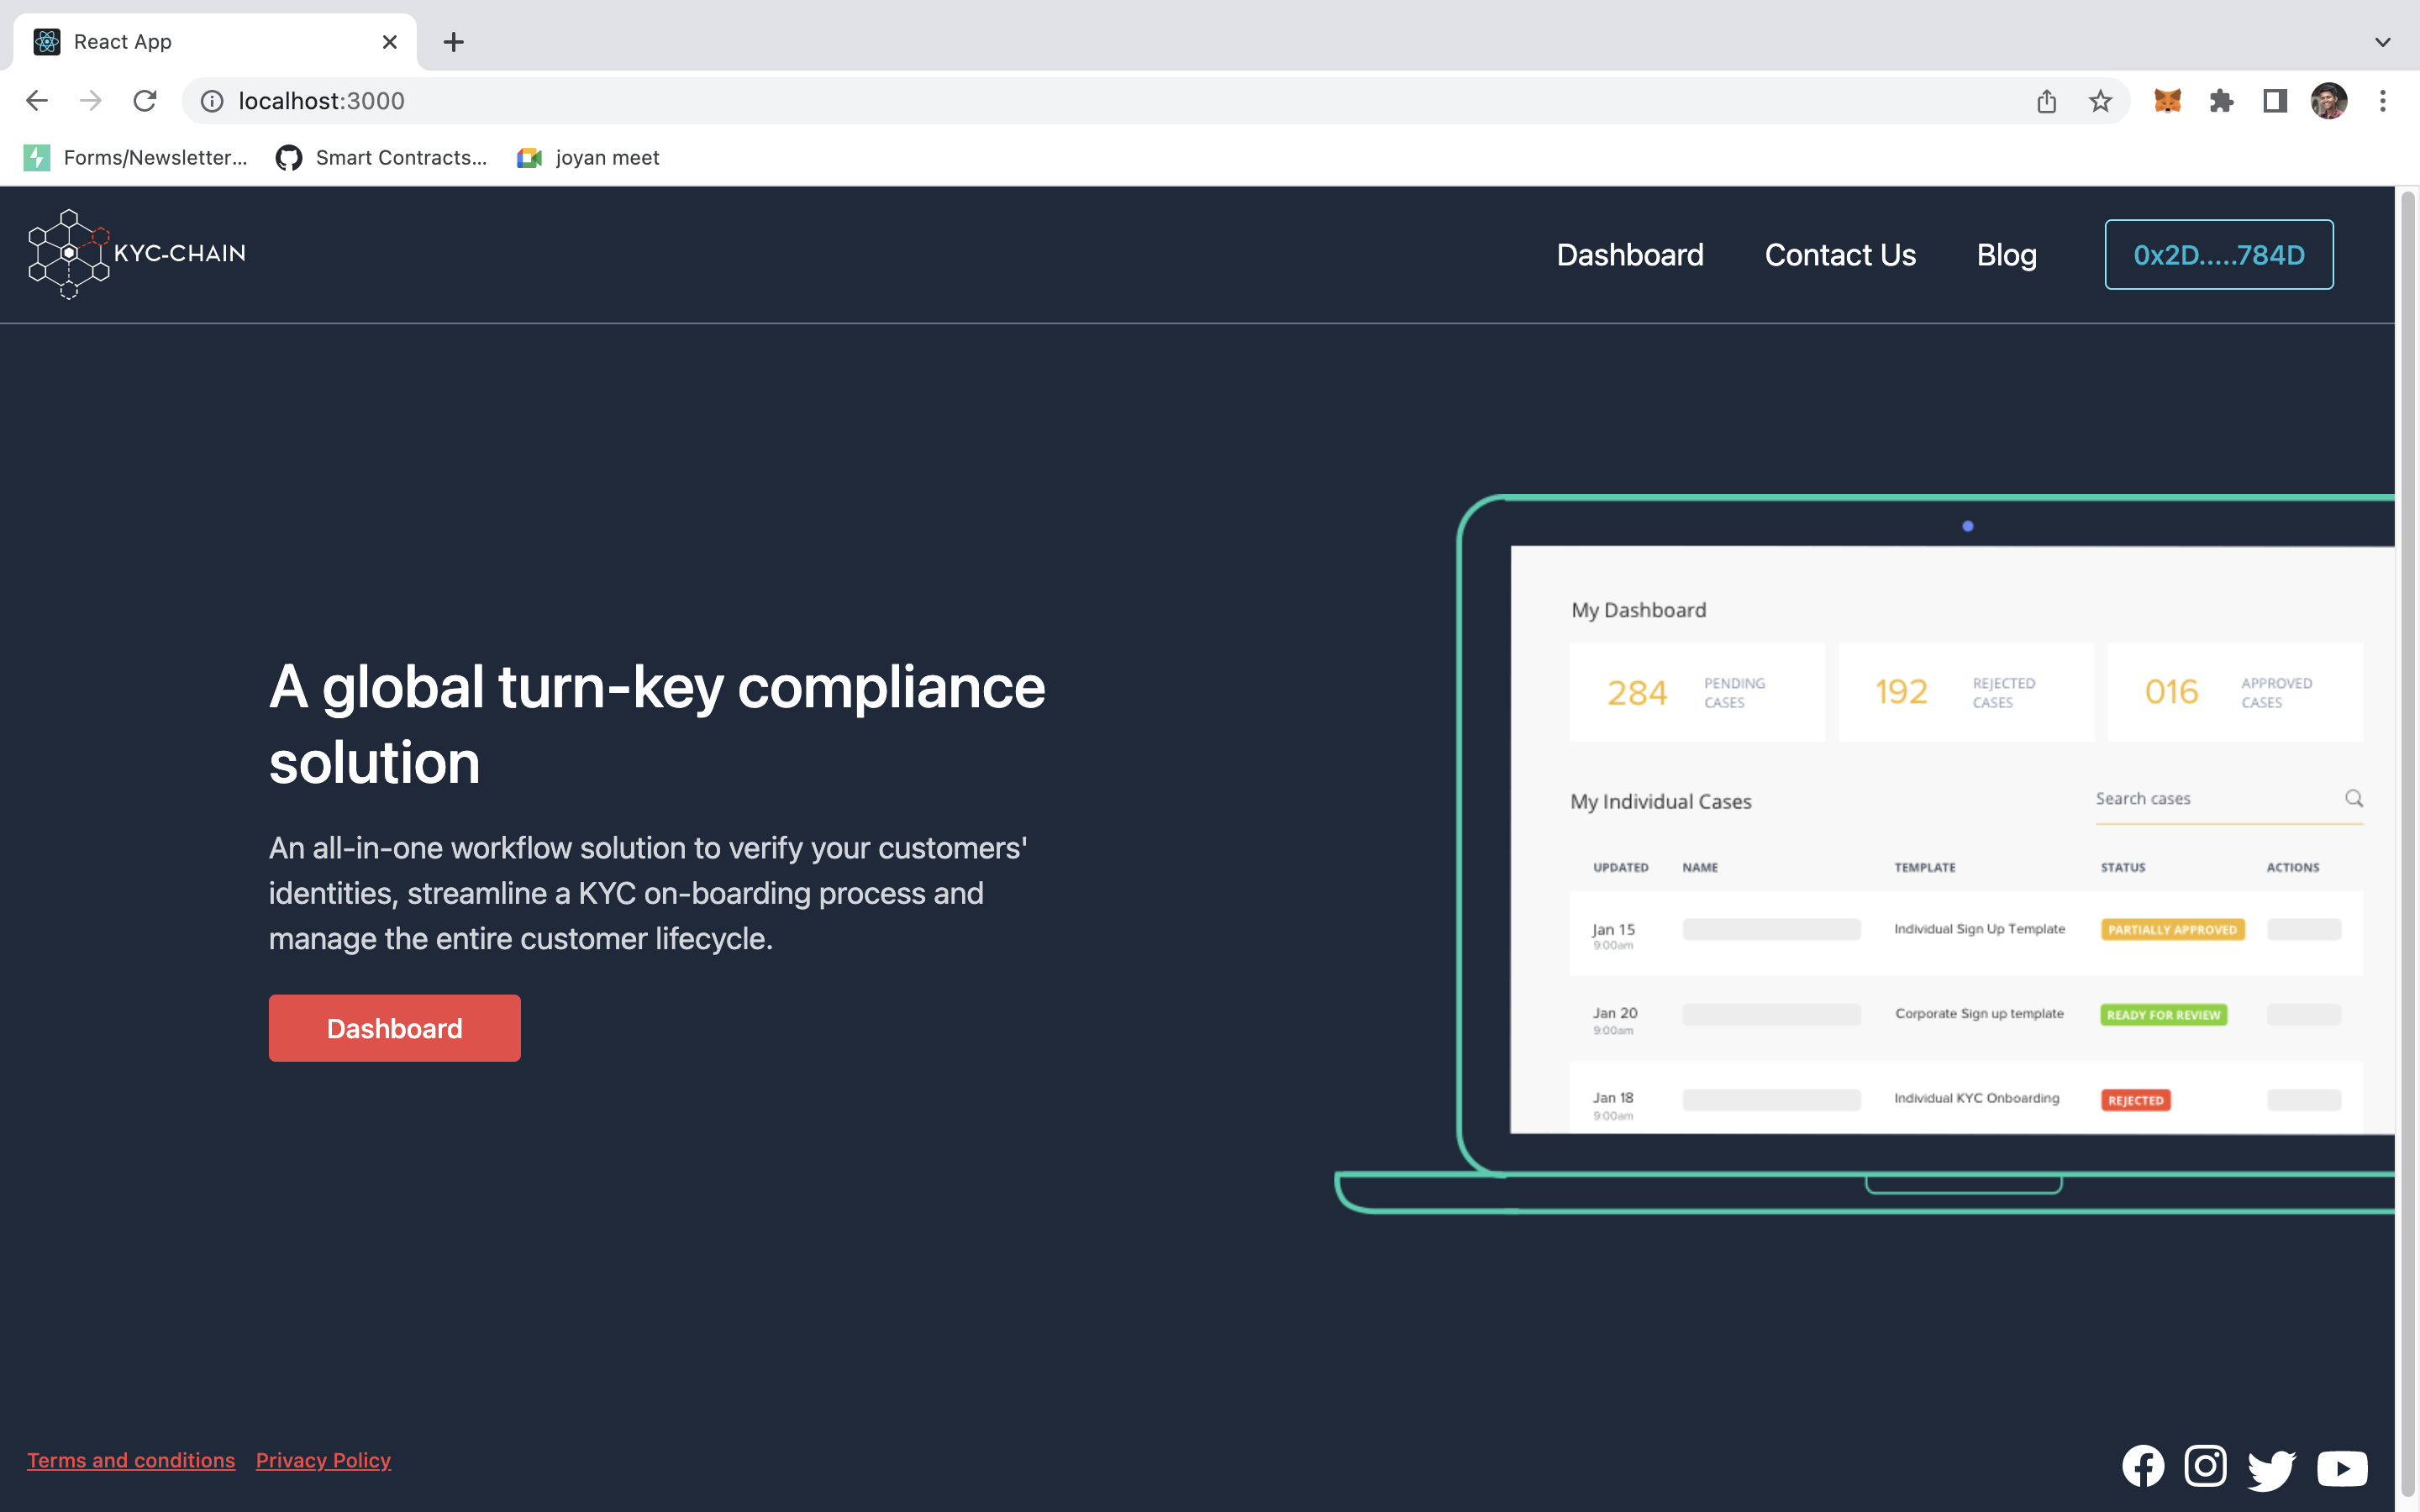 React App
localhost:3000
Forms/Newsletter...
Smart Contracts...
joyan meet
KYC-CHAIN
Dashboard
Contact Us
Blog
0x2D.....784D
A global turn-key compliance
solution
An all-in-one workflow solution to verify your customers'
identities, streamline a KYC on-boarding process and
manage the entire customer lifecycle.
Dashboard
My Dashboard
284 PENDING CASES
192 REJECTED CASES
016 APPROVED CASES
My Individual Cases
Search cases
UPDATED NAME TEMPLATE STATUS ACTIONS
Jan 15 Individual Sign Up Template PARTIALLY APPROVED
9:00am
Jan 20 Corporate Sign up template READY FOR REVIEW
9:00am
Jan 18 Individual KYC Onboarding REJECTED
9:00am
Terms and conditions Privacy Policy